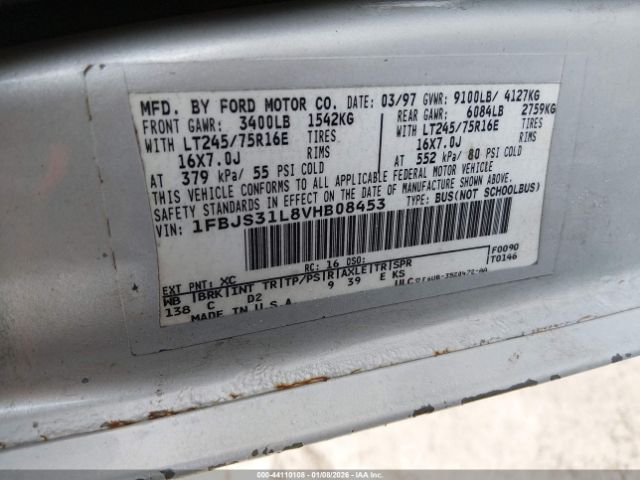 MFD. BY FORD MOTOR CO. DATE: 03/97 GVWR: 9100LB/ 4127KG
FRONT GAWR: 3400LB 1542KG REAR GAWR: 6084LB 2759KG
WITH LT245/75R16E TIRES WITH LT245/75R16E TIRES
16X7.0J RIMS 16X7.0J RIMS
AT 379 kPa/ 55 PSI COLD AT 552 kPa/ 80 PSI COLD
THIS VEHICLE CONFORMS TO ALL APPLICABLE FEDERAL MOTOR VEHICLE
SAFETY STANDARDS IN EFFECT ON THE DATE OF MANUFACTURE SHOWN ABOVE.
VIN: 1FBJS31L8VHB08453 TYPE: BUS(NOT SCHOOLBUS)
F0090
T0146
EXT PNT: XC RC: 16 DSO:
WB |BRK|INT TR|TP/PS|R|AXLE|TR|SPR
138 C D2 9 39 E KS
MADE IN U.S.A.
000-44110108 - 01/08/2026 - IAA INC.